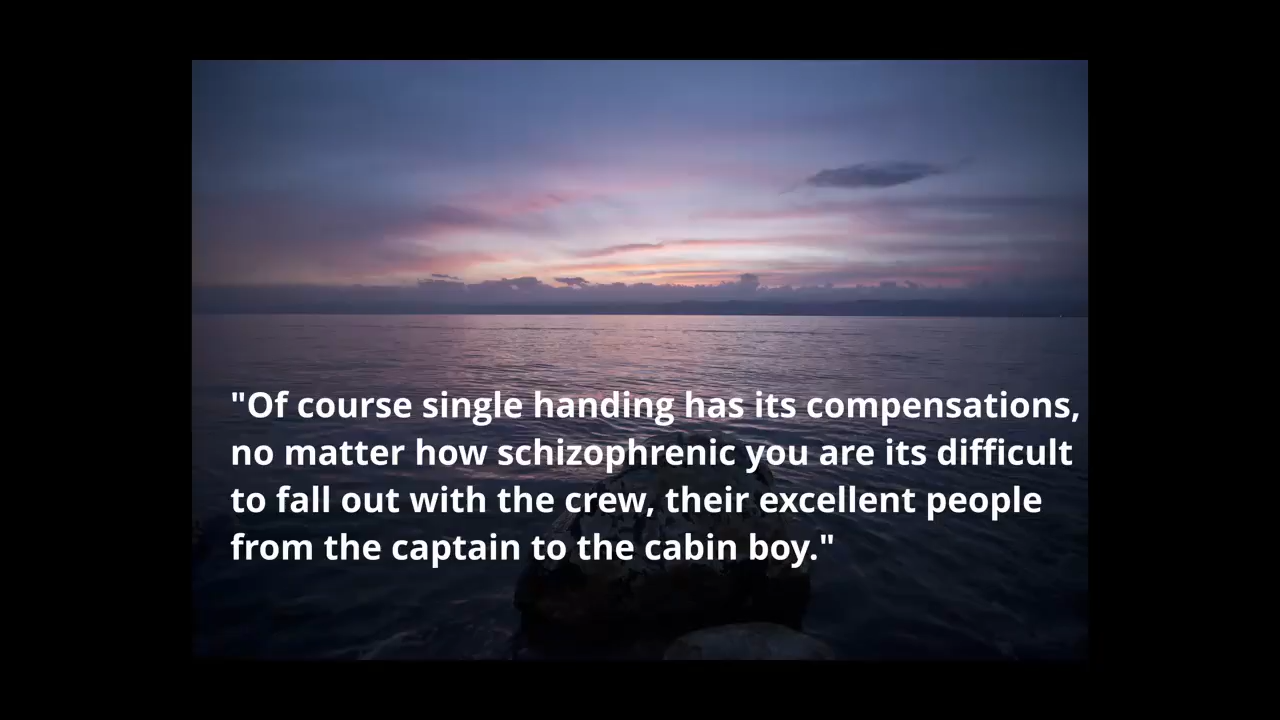 "Of course single handing has its compensations,
no matter how schizophrenic you are its difficult
to fall out with the crew, their excellent people
from the captain to the cabin boy."